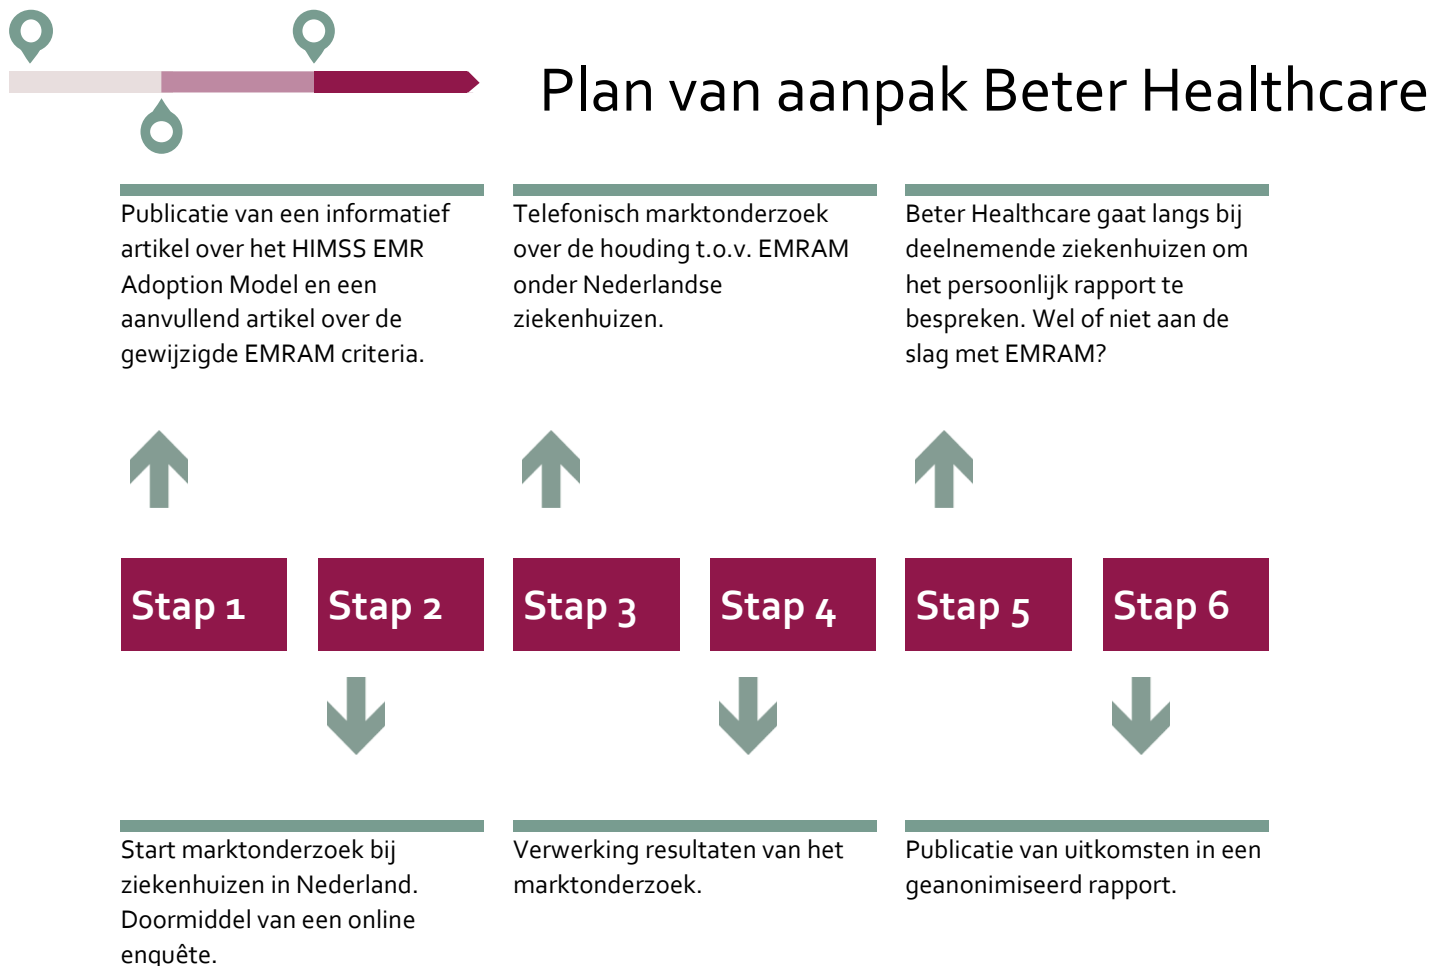 Plan van aanpak Beter Healthcare
Publicatie van een informatief
artikel over het HIMSS EMR
Adoption Model en een
aanvullend artikel over de
gewijzigde EMRAM criteria.
Telefonisch marktonderzoek
over de houding t.o.v. EMRAM
onder Nederlandse
ziekenhuizen.
Beter Healthcare gaat langs bij
deelnemende ziekenhuizen om
het persoonlijk rapport te
bespreken. Wel of niet aan de
slag met EMRAM?
Stap 1
Stap 2
Stap 3
Stap 4
Stap 5
Stap 6
Start marktonderzoek bij
ziekenhuizen in Nederland.
Doormiddel van een online
enquête.
Verwerking resultaten van het
marktonderzoek.
Publicatie van uitkomsten in een
geanonimiseerd rapport.